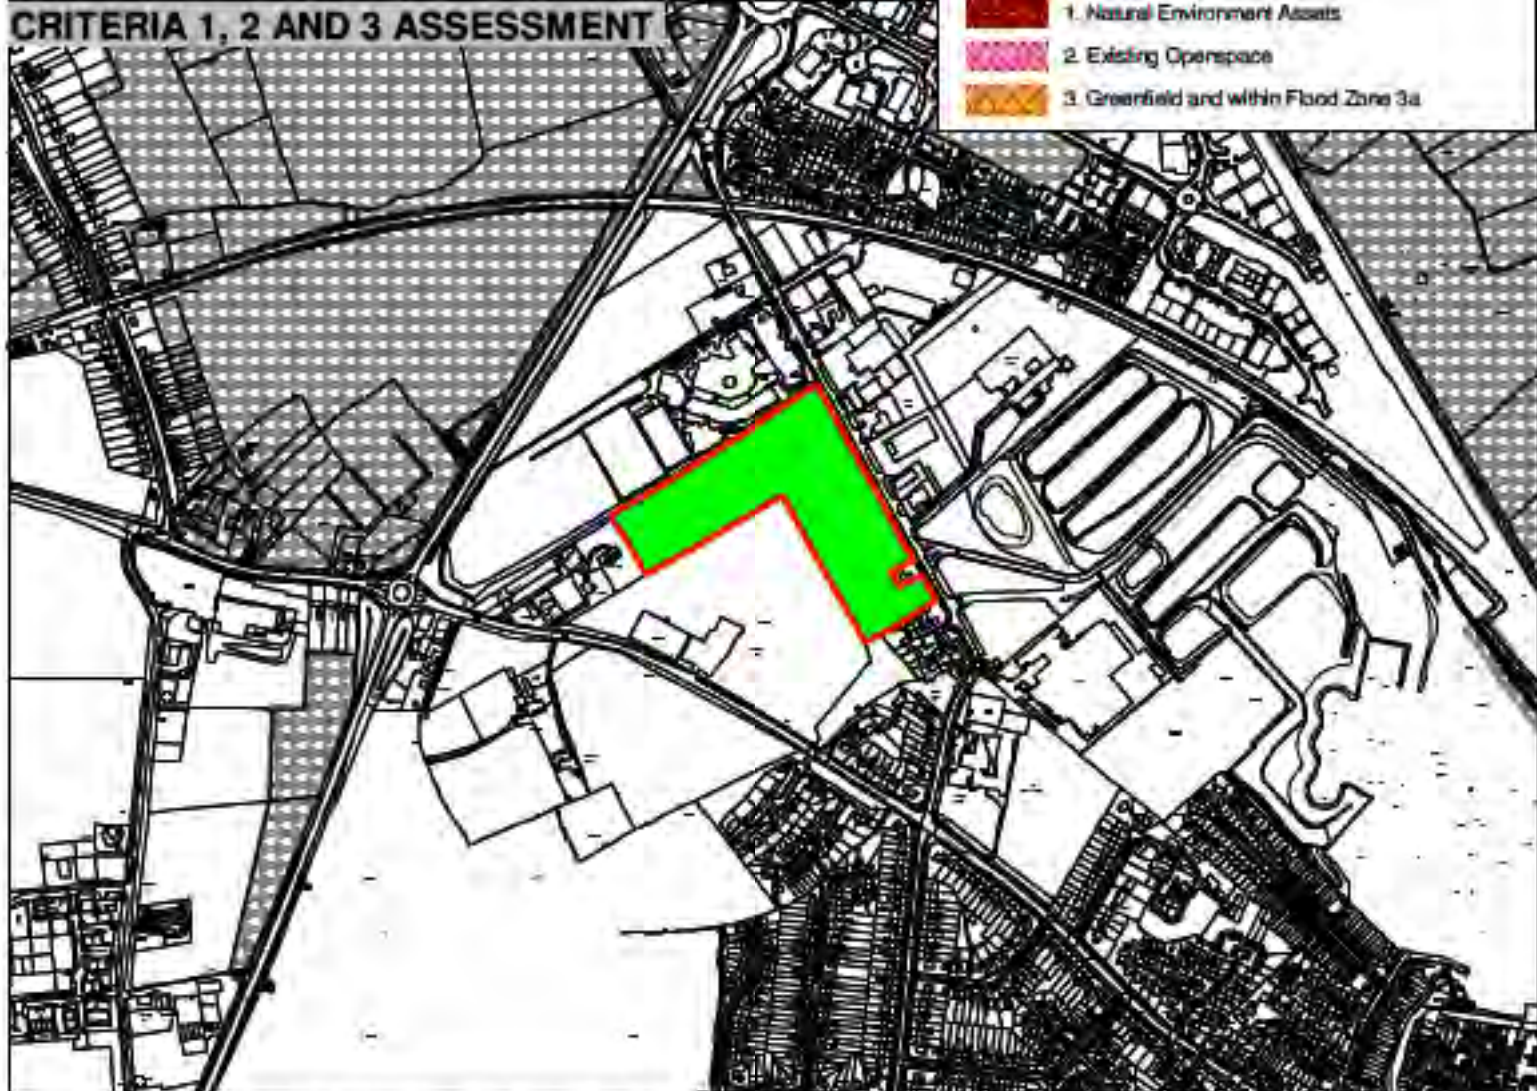 CRITERIA 1, 2 AND 3 ASSESSMENT
1. Natural Environment Assets
2. Existing Openspace
3. Greenfield and within Flood Zone 3a